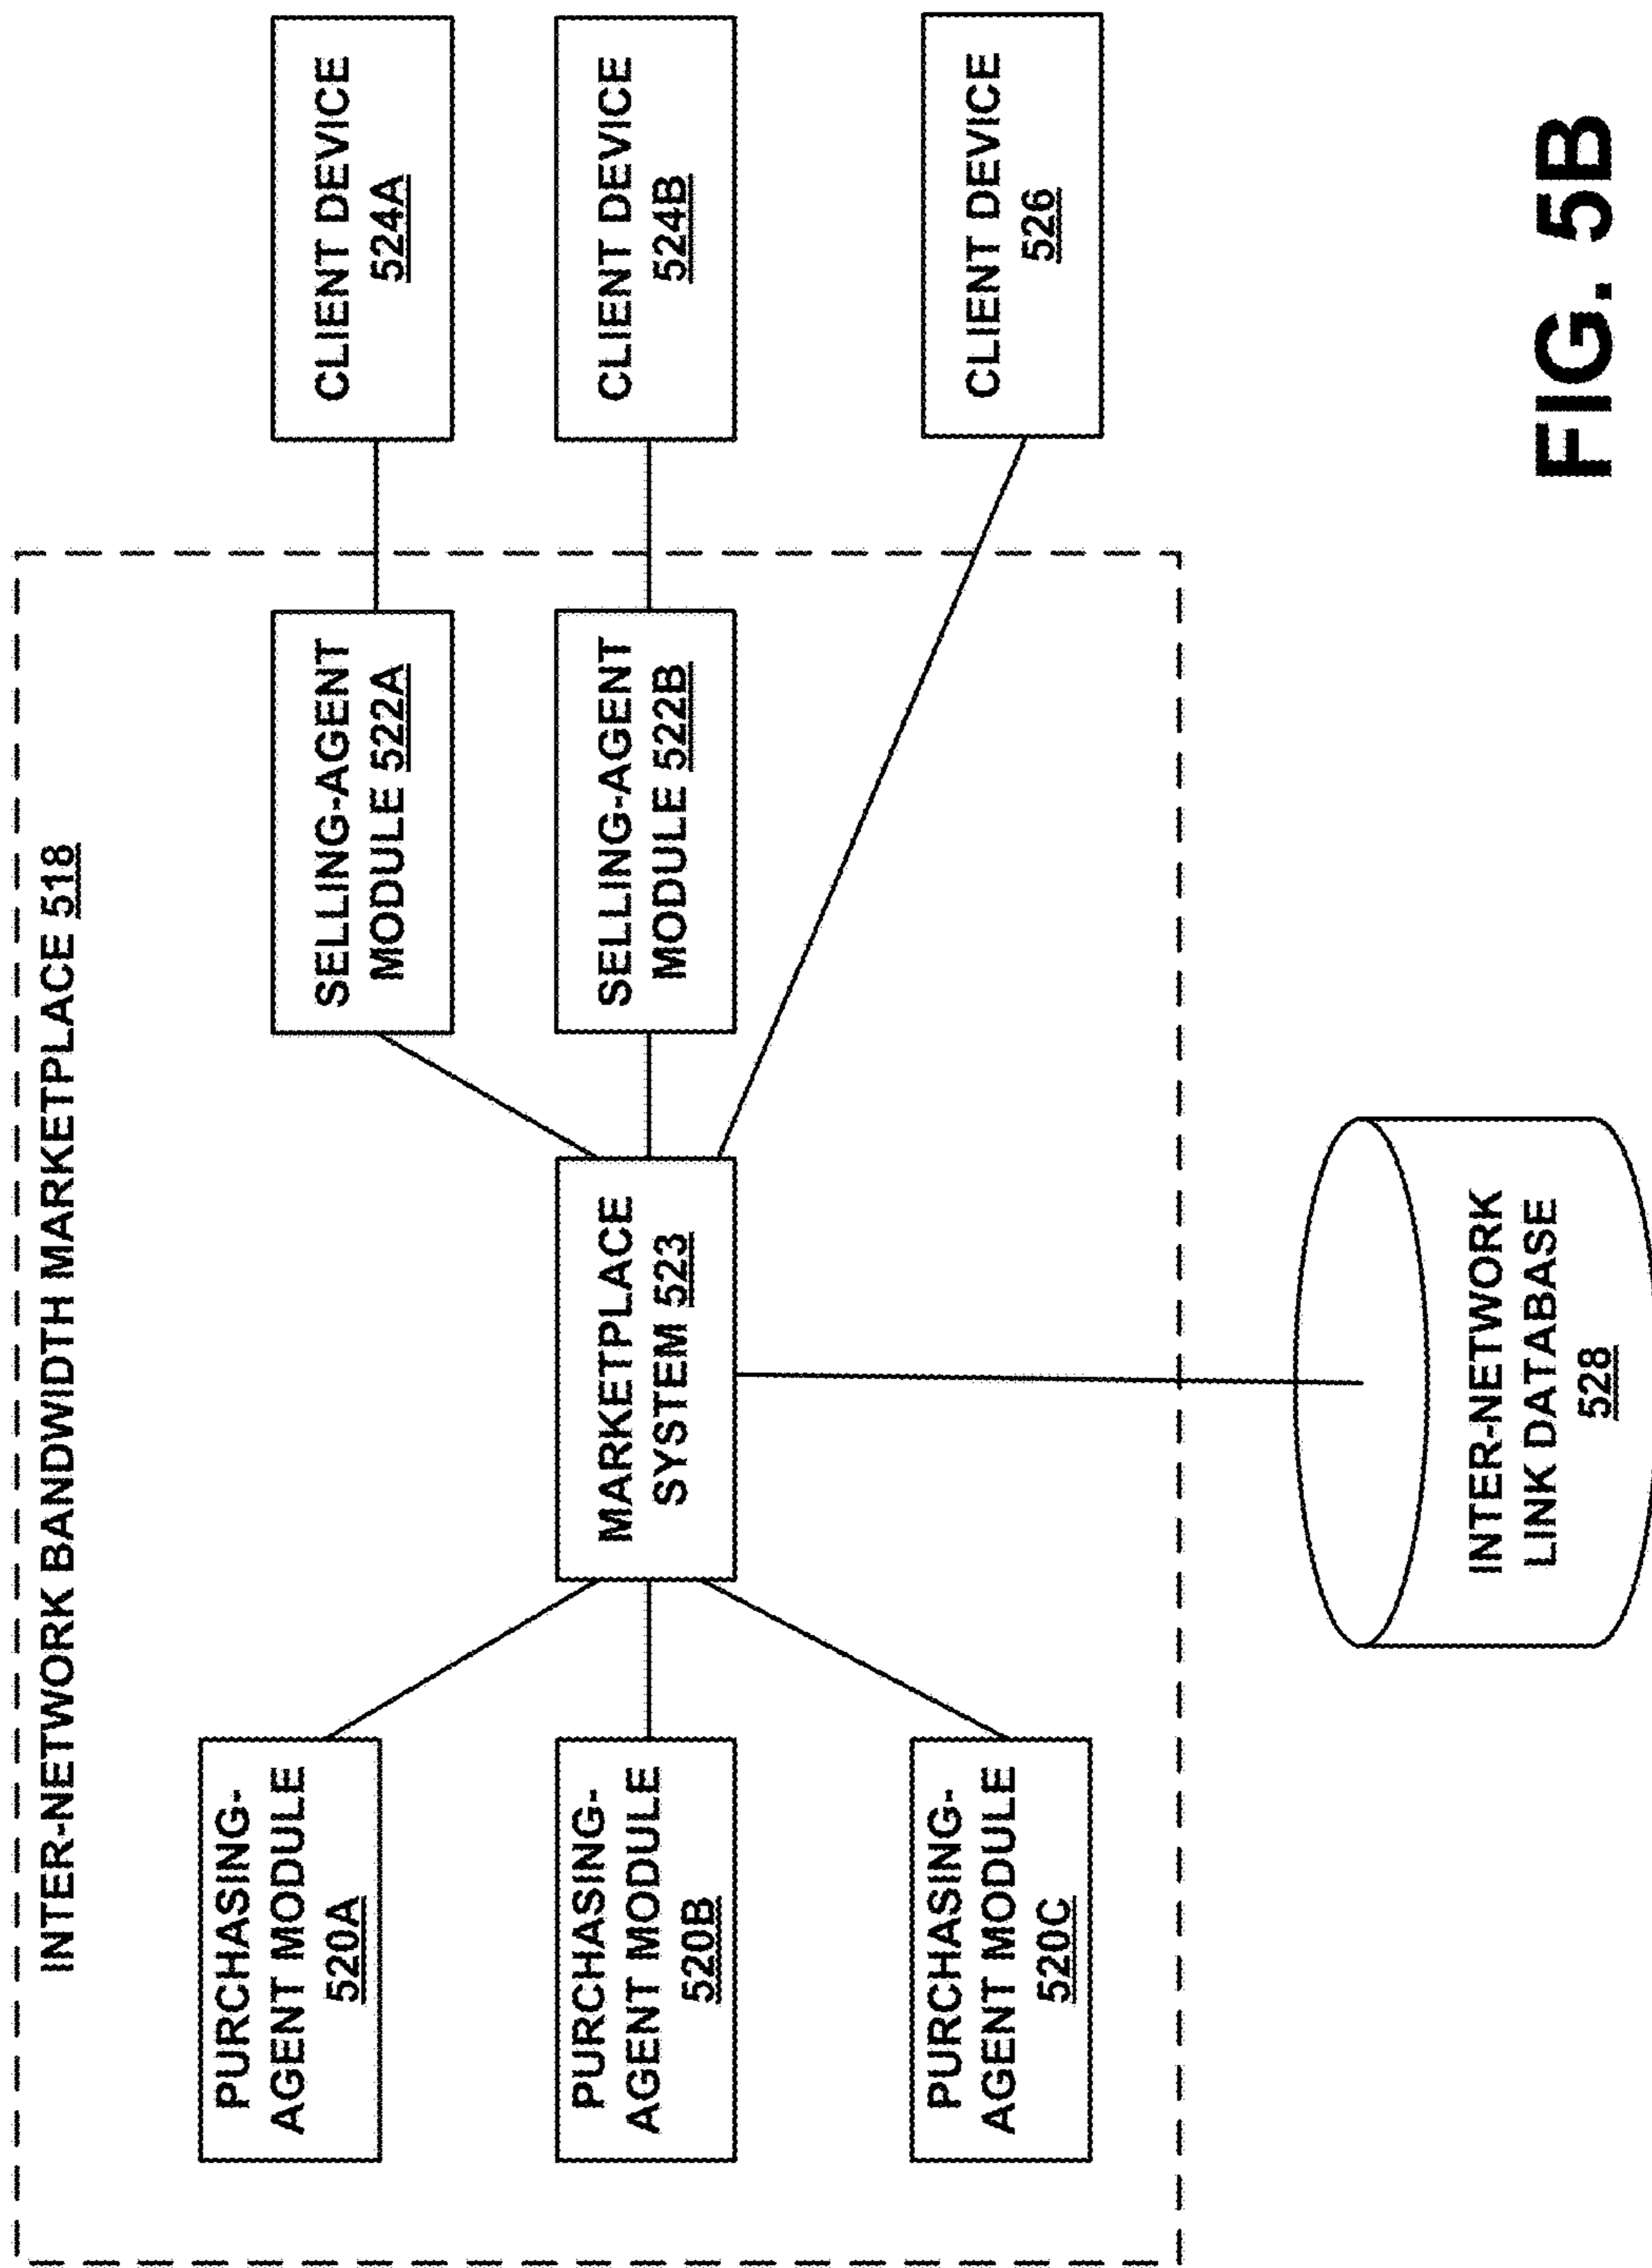 INTER-NETWORK BANDWIDTH MARKETPLACE 518
PURCHASING-
AGENT MODULE
520A
SELLING-AGENT
MODULE 522A
CLIENT DEVICE
524A
PURCHASING-
AGENT MODULE
520B
MARKETPLACE
SYSTEM 523
SELLING-AGENT
MODULE 522B
CLIENT DEVICE
524B
PURCHASING-
AGENT MODULE
520C
CLIENT DEVICE
526
INTER-NETWORK
LINK DATABASE
528
FIG. 5B